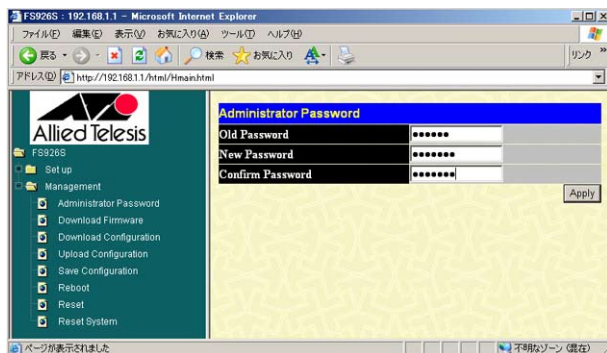 FS926S : 192.168.1.1 - Microsoft Internet Explorer
ファイル(F) 編集(E) 表示(V) お気に入り(A) ツール(T) ヘルプ(H)
戻る 検索 お気に入り リンク »
アドレス(D) http://192.168.1.1/html/Hmain.html
Allied Telesis
FS926S
Set up
Management
Administrator Password
Download Firmware
Download Configuration
Upload Configuration
Save Configuration
Reboot
Reset
Reset System
Administrator Password
Old Password ●●●●●●
New Password ●●●●●●●
Confirm Password ●●●●●●●
Apply
ページが表示されました 不明なゾーン (混在)